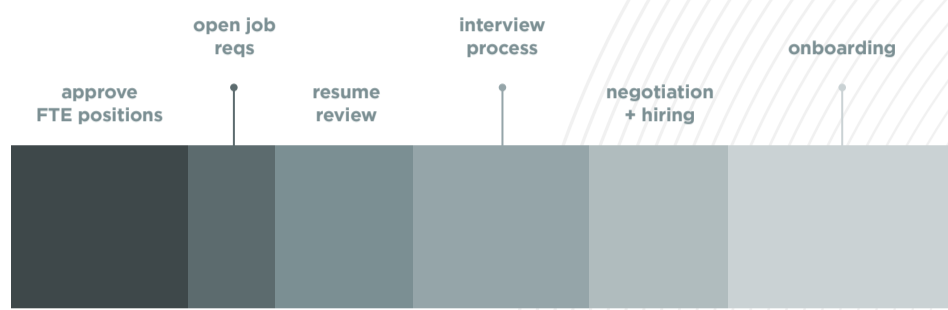 approve
FTE positions
open job
reqs
resume
review
interview
process
negotiation
+ hiring
onboarding